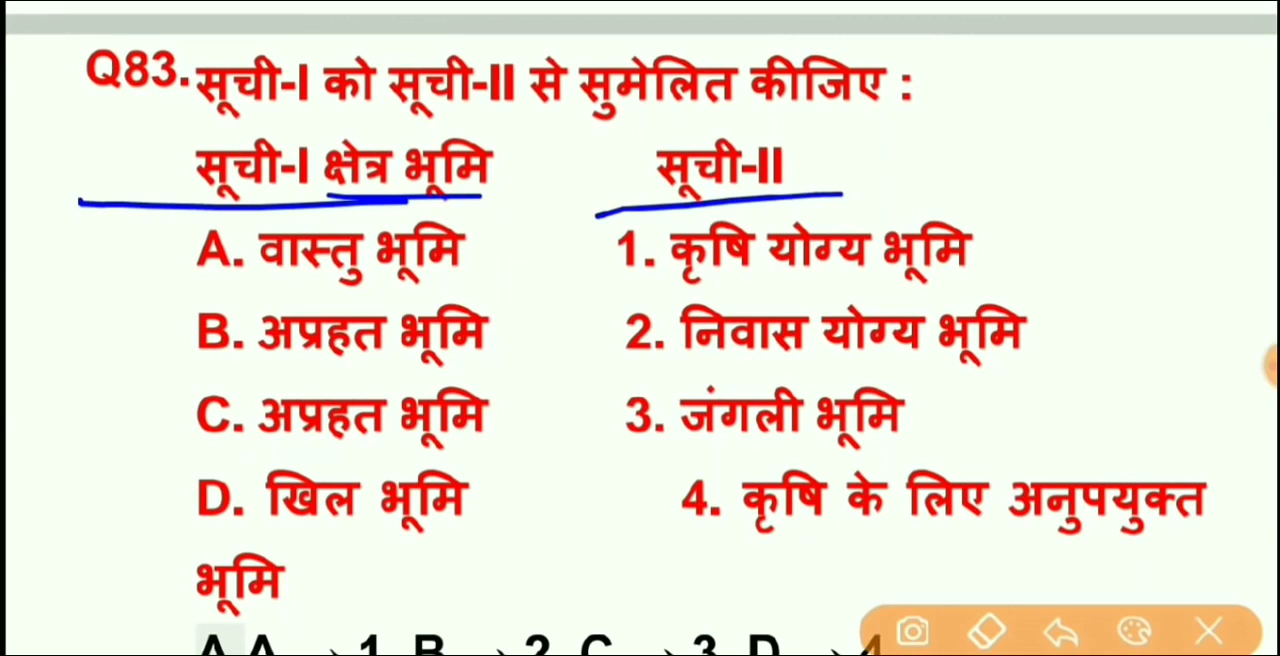 Q83. सूची-I को सूची-II से सुमेलित कीजिए :
सूची-I क्षेत्र भूमि सूची-II
A. वास्तु भूमि 1. कृषि योग्य भूमि
B. अप्रहत भूमि 2. निवास योग्य भूमि
C. अप्रहत भूमि 3. जंगली भूमि
D. खिल भूमि 4. कृषि के लिए अनुपयुक्त
भूमि